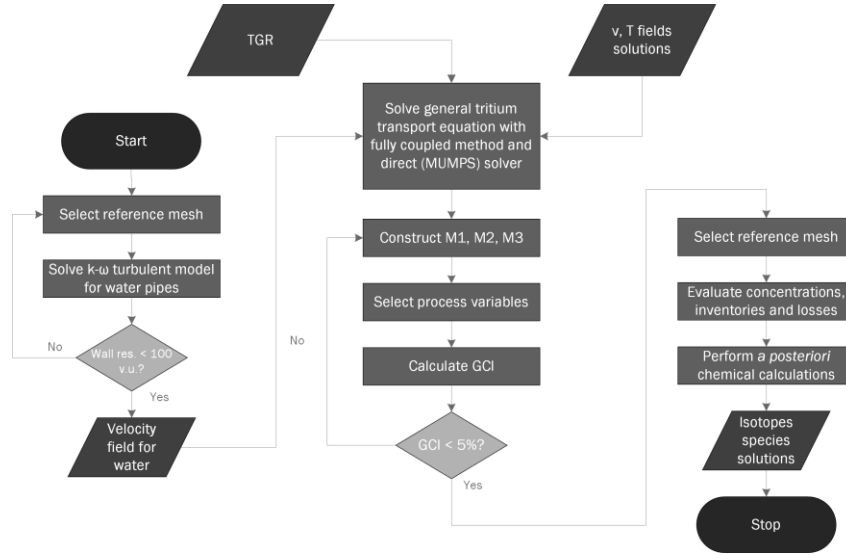 TGR
v, T fields
solutions
Start
Select reference mesh
Solve k-ω turbulent model
for water pipes
No
Wall res. < 100
v.u.?
Yes
Velocity
field for
water
Solve general tritium
transport equation with
fully coupled method and
direct (MUMPS) solver
Construct M1, M2, M3
Select process variables
No
Calculate GCI
GCI < 5%?
Yes
Select reference mesh
Evaluate concentrations,
inventories and losses
Perform a posteriori
chemical calculations
Isotopes
species
solutions
Stop